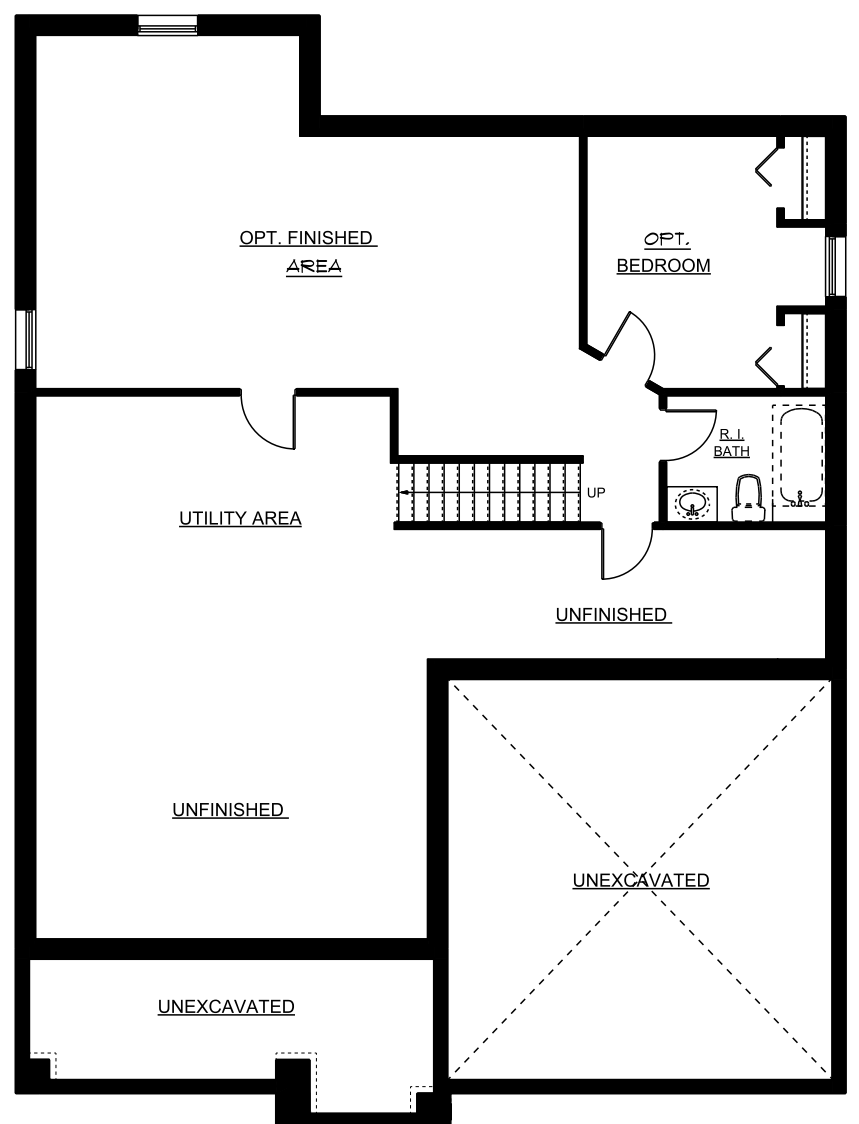 OPT. FINISHED
AREA
OPT.
BEDROOM
R. I.
BATH
UP
UTILITY AREA
UNFINISHED
UNFINISHED
UNEXCAVATED
UNEXCAVATED